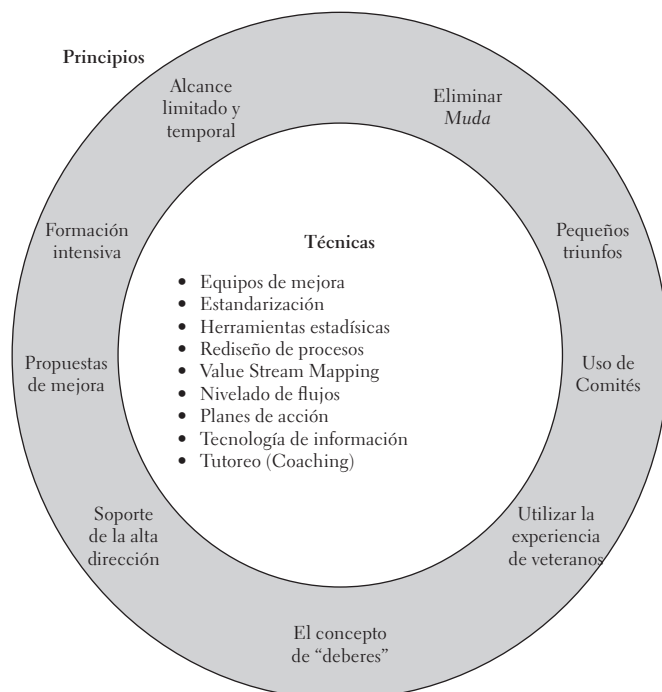 Principios
Alcance
limitado y
temporal
Eliminar
Muda
Formación
intensiva
Pequeños
triunfos
Técnicas
• Equipos de mejora
• Estandarización
• Herramientas estadísicas
• Rediseño de procesos
• Value Stream Mapping
• Nivelado de flujos
• Planes de acción
• Tecnología de información
• Tutoreo (Coaching)
Propuestas
de mejora
Uso de
Comités
Soporte
de la alta
dirección
Utilizar la
experiencia
de veteranos
El concepto
de “deberes”